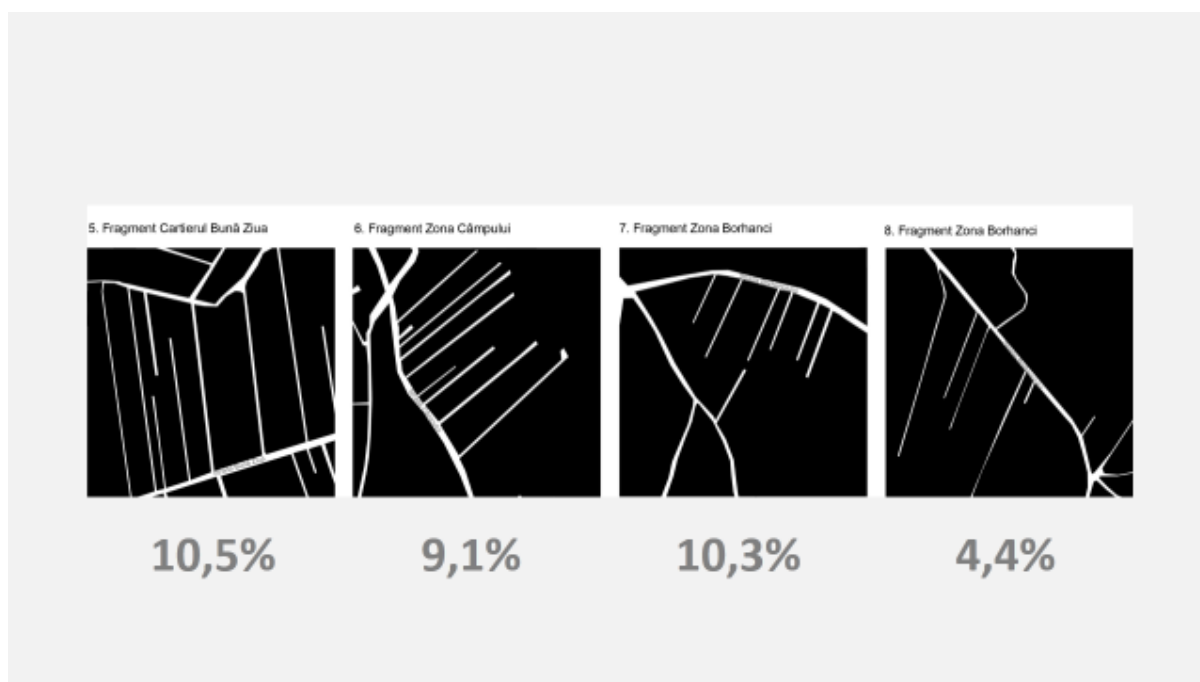 5. Fragment Cartierul Bună Ziua
6. Fragment Zona Câmpului
7. Fragment Zona Borhanci
8. Fragment Zona Borhanci
10,5%
9,1%
10,3%
4,4%